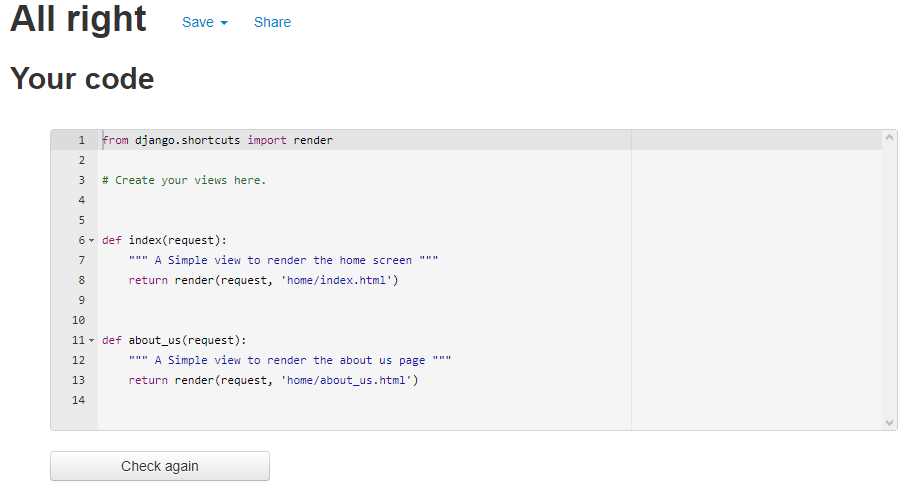 All right Save Share
Your code
1 from django.shortcuts import render
2
3 # Create your views here.
4
5
6 def index(request):
7     """ A Simple view to render the home screen """
8     return render(request, 'home/index.html')
9
10
11 def about_us(request):
12     """ A Simple view to render the about us page """
13     return render(request, 'home/about_us.html')
14
Check again